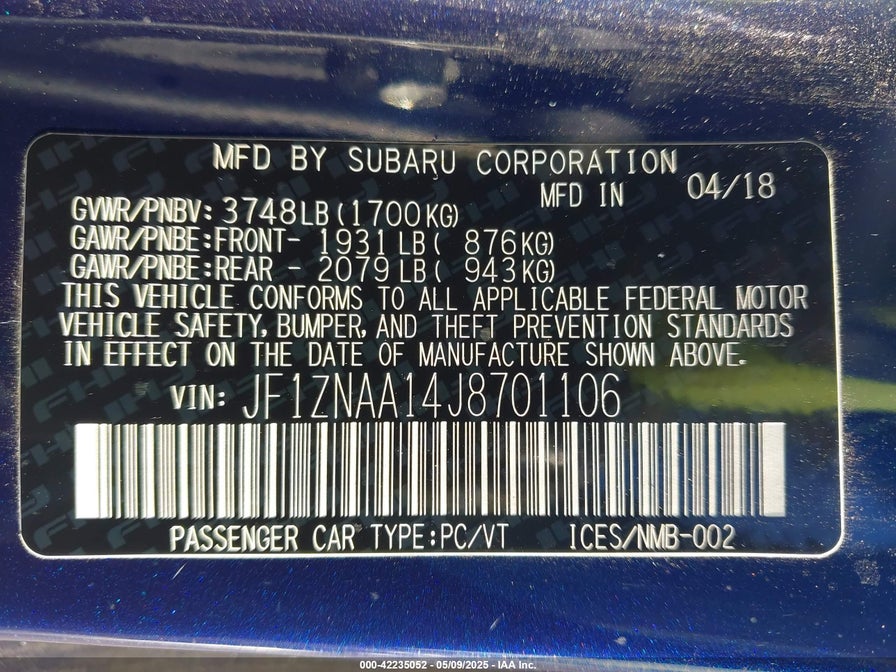 MFD BY SUBARU CORPORATION
MFD IN 04/18
GVWR/PNBV: 3748LB(1700KG)
GAWR/PNBE:FRONT- 1931 LB( 876KG)
GAWR/PNBE:REAR - 2079 LB( 943KG)
THIS VEHICLE CONFORMS TO ALL APPLICABLE FEDERAL MOTOR
VEHICLE SAFETY, BUMPER, AND THEFT PREVENTION STANDARDS
IN EFFECT ON THE DATE OF MANUFACTURE SHOWN ABOVE.
VIN: JF1ZNAA14J8701106
PASSENGER CAR TYPE:PC/VT ICES/NMB-002
000-42235052 - 05/09/2025 - IAA Inc.